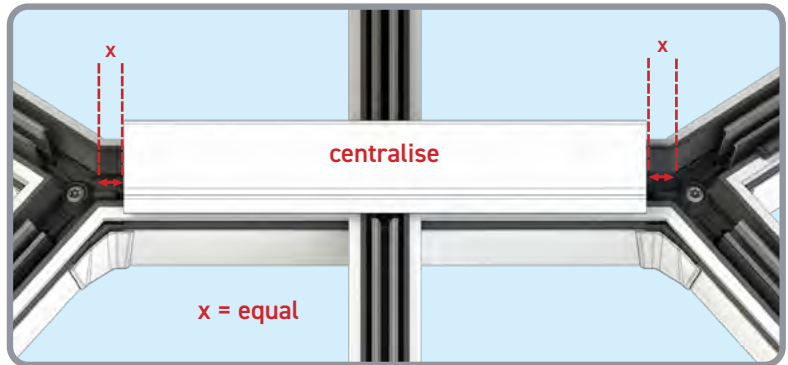 x
x
centralise
x = equal